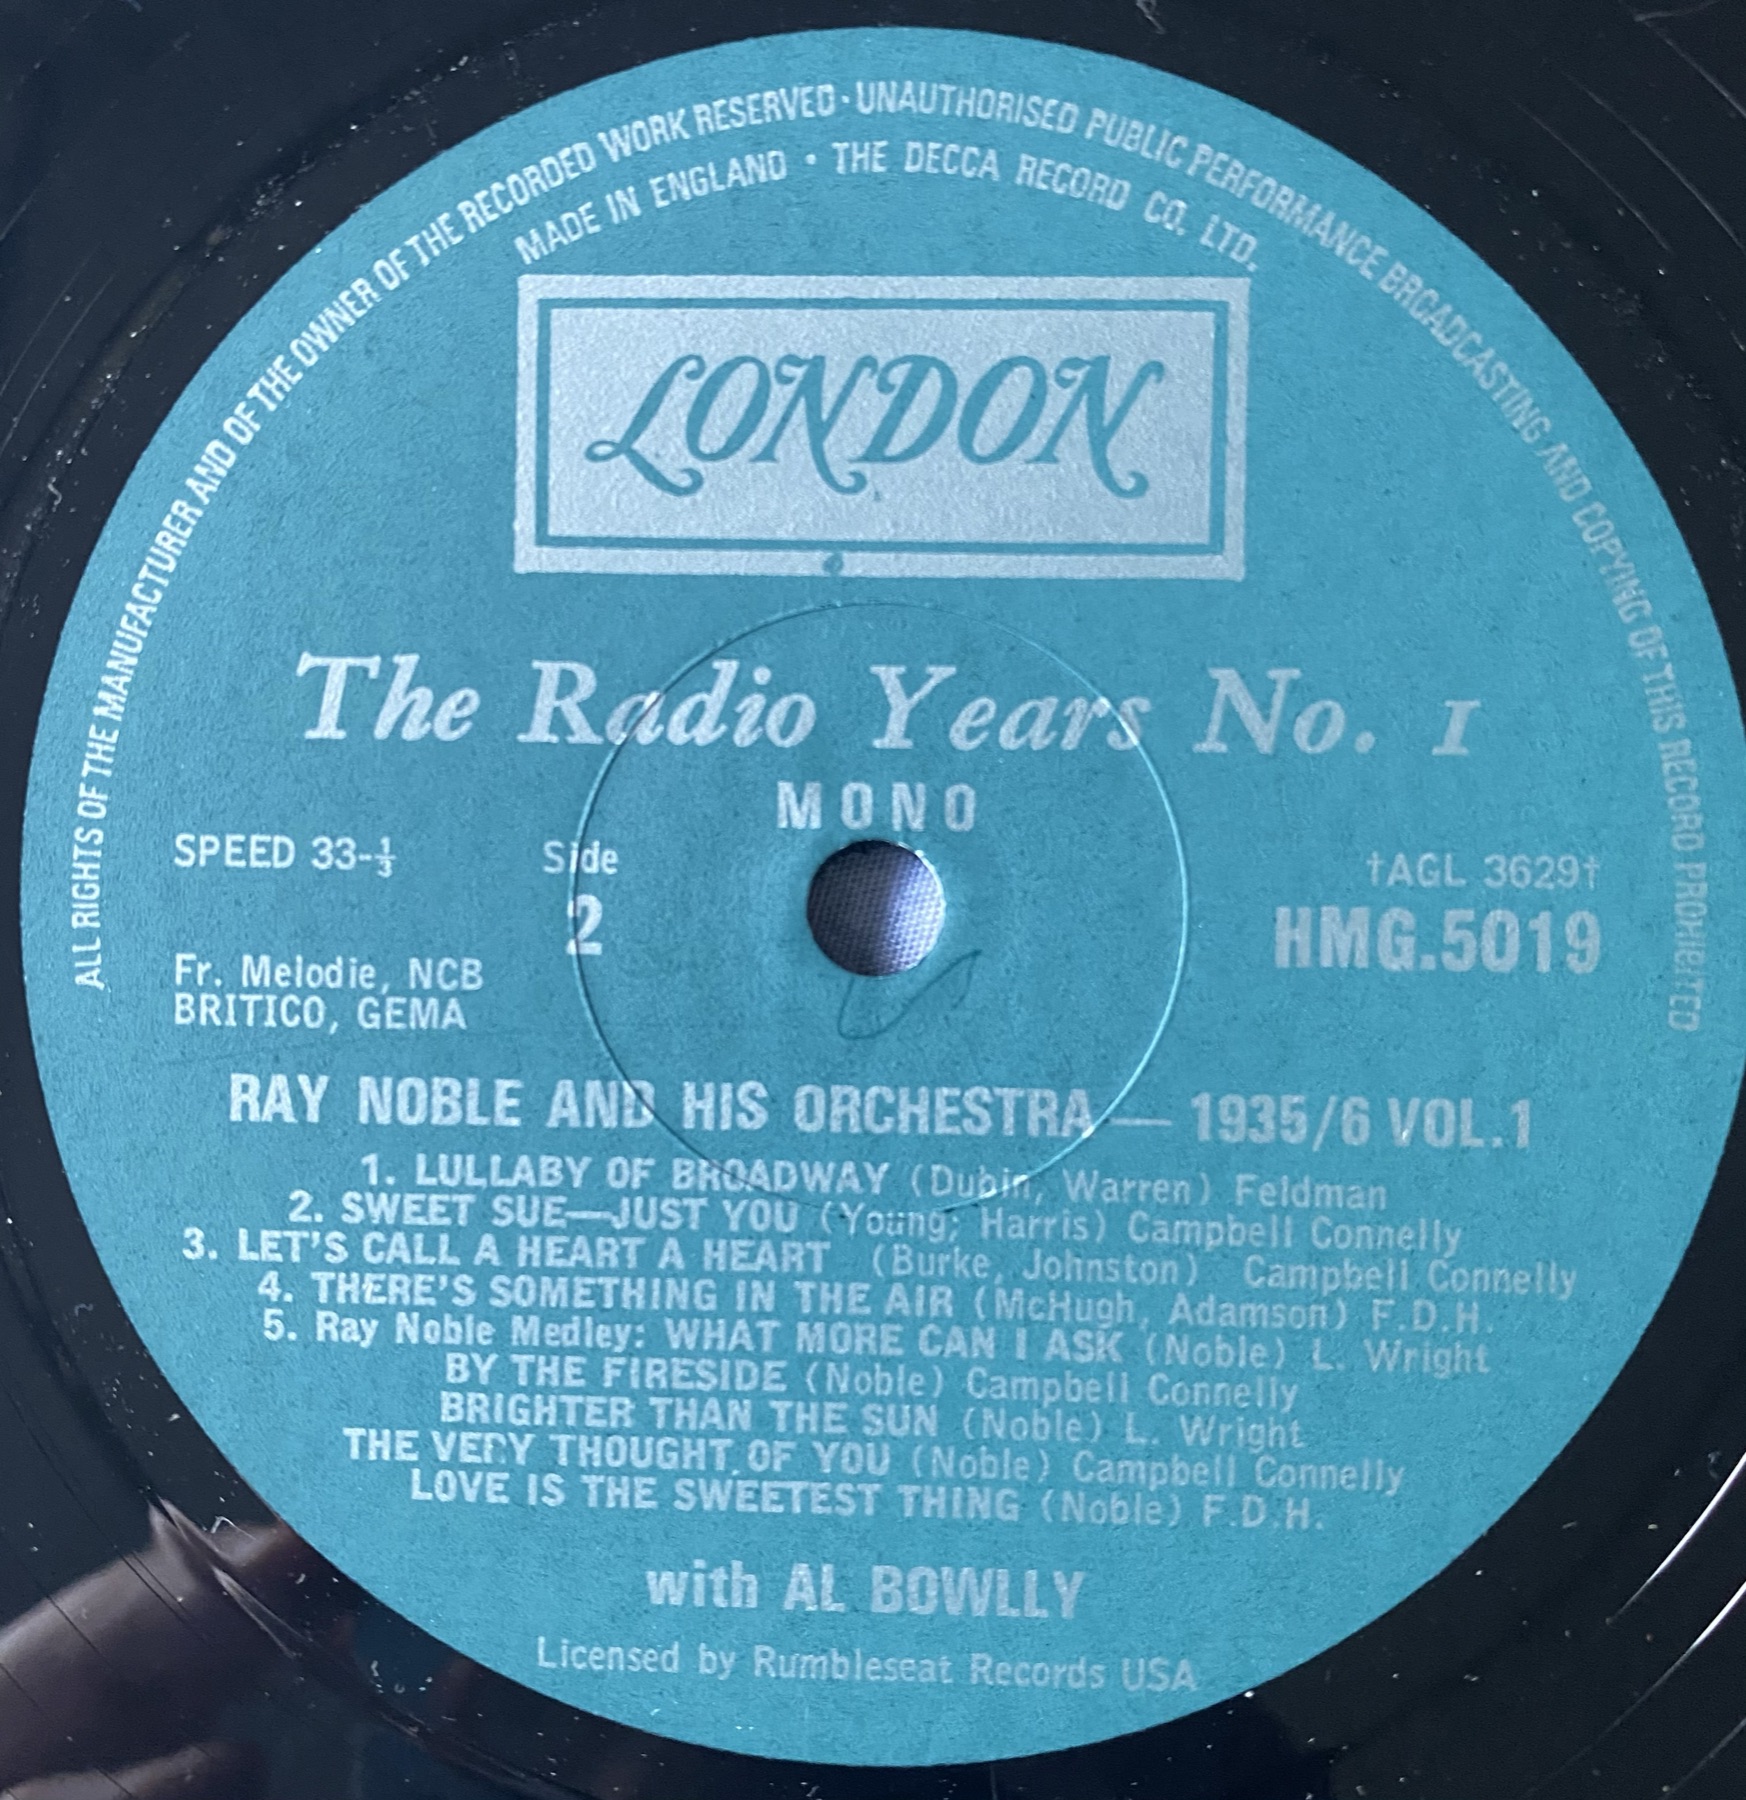 ALL RIGHTS OF THE MANUFACTURER AND OF THE OWNER OF THE RECORDED WORK RESERVED · UNAUTHORISED PUBLIC PERFORMANCE BROADCASTING AND COPYING OF THIS RECORD PROHIBITED
MADE IN ENGLAND · THE DECCA RECORD CO. LTD.
LONDON
The Radio Years No. 1
MONO
SPEED 33-⅓
Side
2
†AGL 3629†
HMG.5019
Fr. Melodie, NCB
BRITICO, GEMA
RAY NOBLE AND HIS ORCHESTRA — 1935/6 VOL.1
1. LULLABY OF BROADWAY (Dubin, Warren) Feldman
2. SWEET SUE—JUST YOU (Young; Harris) Campbell Connelly
3. LET'S CALL A HEART A HEART (Burke, Johnston) Campbell Connelly
4. THERE'S SOMETHING IN THE AIR (McHugh, Adamson) F.D.H.
5. Ray Noble Medley: WHAT MORE CAN I ASK (Noble) L. Wright
BY THE FIRESIDE (Noble) Campbell Connelly
BRIGHTER THAN THE SUN (Noble) L. Wright
THE VERY THOUGHT OF YOU (Noble) Campbell Connelly
LOVE IS THE SWEETEST THING (Noble) F.D.H.
with AL BOWLLY
Licensed by Rumbleseat Records USA